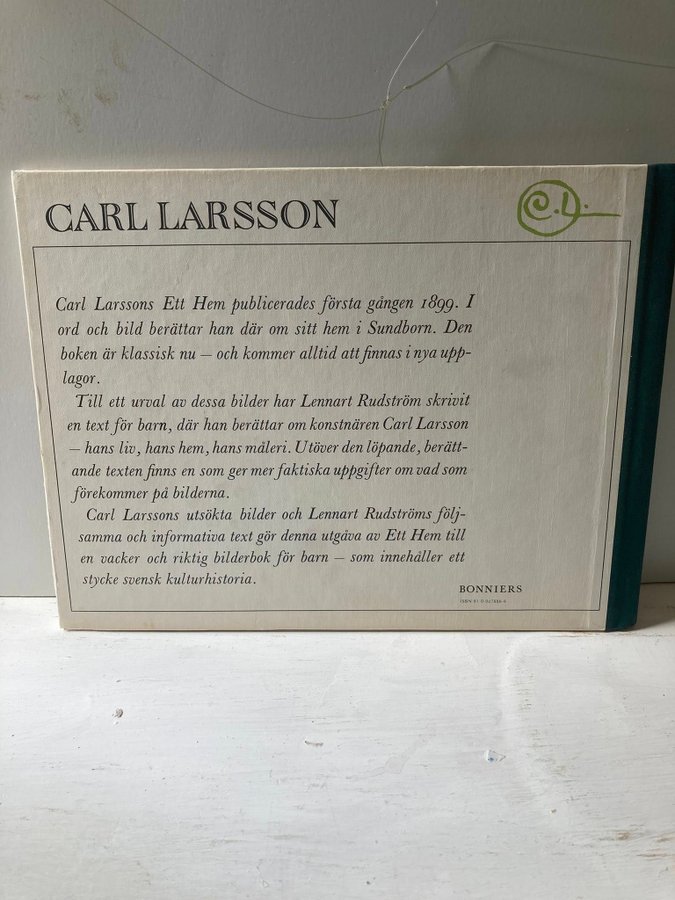 CARL LARSSON
C.L.
Carl Larssons Ett Hem publicerades första gången 1899. I
ord och bild berättar han där om sitt hem i Sundborn. Den
boken är klassisk nu – och kommer alltid att finnas i nya upp-
lagor.
Till ett urval av dessa bilder har Lennart Rudström skrivit
en text för barn, där han berättar om konstnären Carl Larsson
– hans liv, hans hem, hans måleri. Utöver den löpande, berätt-
ande texten finns en som ger mer faktiska uppgifter om vad som
förekommer på bilderna.
Carl Larssons utsökta bilder och Lennart Rudströms följ-
samma och informativa text gör denna utgåva av Ett Hem till
en vacker och riktig bilderbok för barn – som innehåller ett
stycke svensk kulturhistoria.
BONNIERS
ISBN